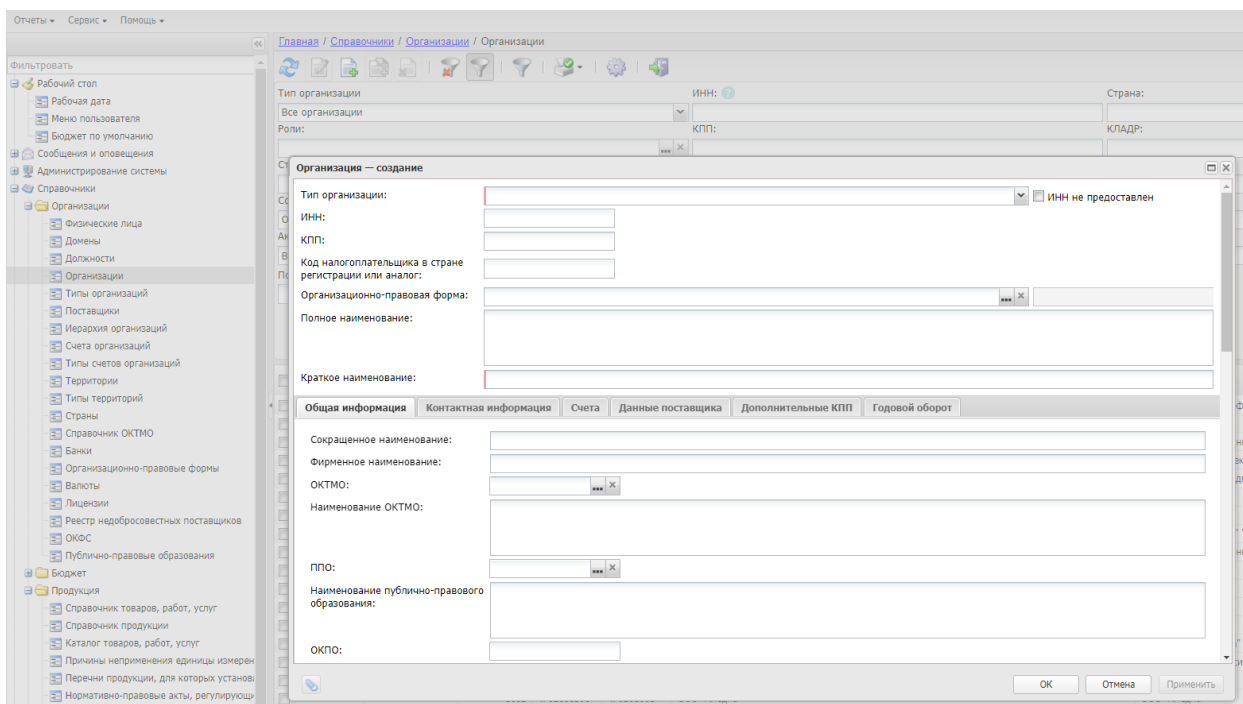 Отчеты Сервис Помощь
Главная / Справочники / Организации / Организации
Фильтровать
Рабочий стол
Рабочая дата
Меню пользователя
Бюджет по умолчанию
Сообщения и оповещения
Администрирование системы
Справочники
Организации
Физические лица
Домены
Должности
Организации
Типы организаций
Поставщики
Иерархия организаций
Счета организаций
Типы счетов организаций
Территории
Типы территорий
Страны
Справочник ОКТМО
Банки
Организационно-правовые формы
Валюты
Лицензии
Реестр недобросовестных поставщиков
ОКФС
Публично-правовые образования
Бюджет
Продукция
Справочник товаров, работ, услуг
Справочник продукции
Каталог товаров, работ, услуг
Причины неприменения единицы измерен
Перечни продукции, для которых установл
Нормативно-правовые акты, регулирующи
Тип организации ИНН: Страна:
Все организации
Роли: КПП: КЛАДР:
Организация — создание
Тип организации: ИНН не предоставлен
ИНН:
КПП:
Код налогоплательщика в стране
регистрации или аналог:
Организационно-правовая форма:
Полное наименование:
Краткое наименование:
Общая информация Контактная информация Счета Данные поставщика Дополнительные КПП Годовой оборот
Сокращенное наименование:
Фирменное наименование:
ОКТМО:
Наименование ОКТМО:
ППО:
Наименование публично-правового
образования:
ОКПО:
ОК Отмена Применить